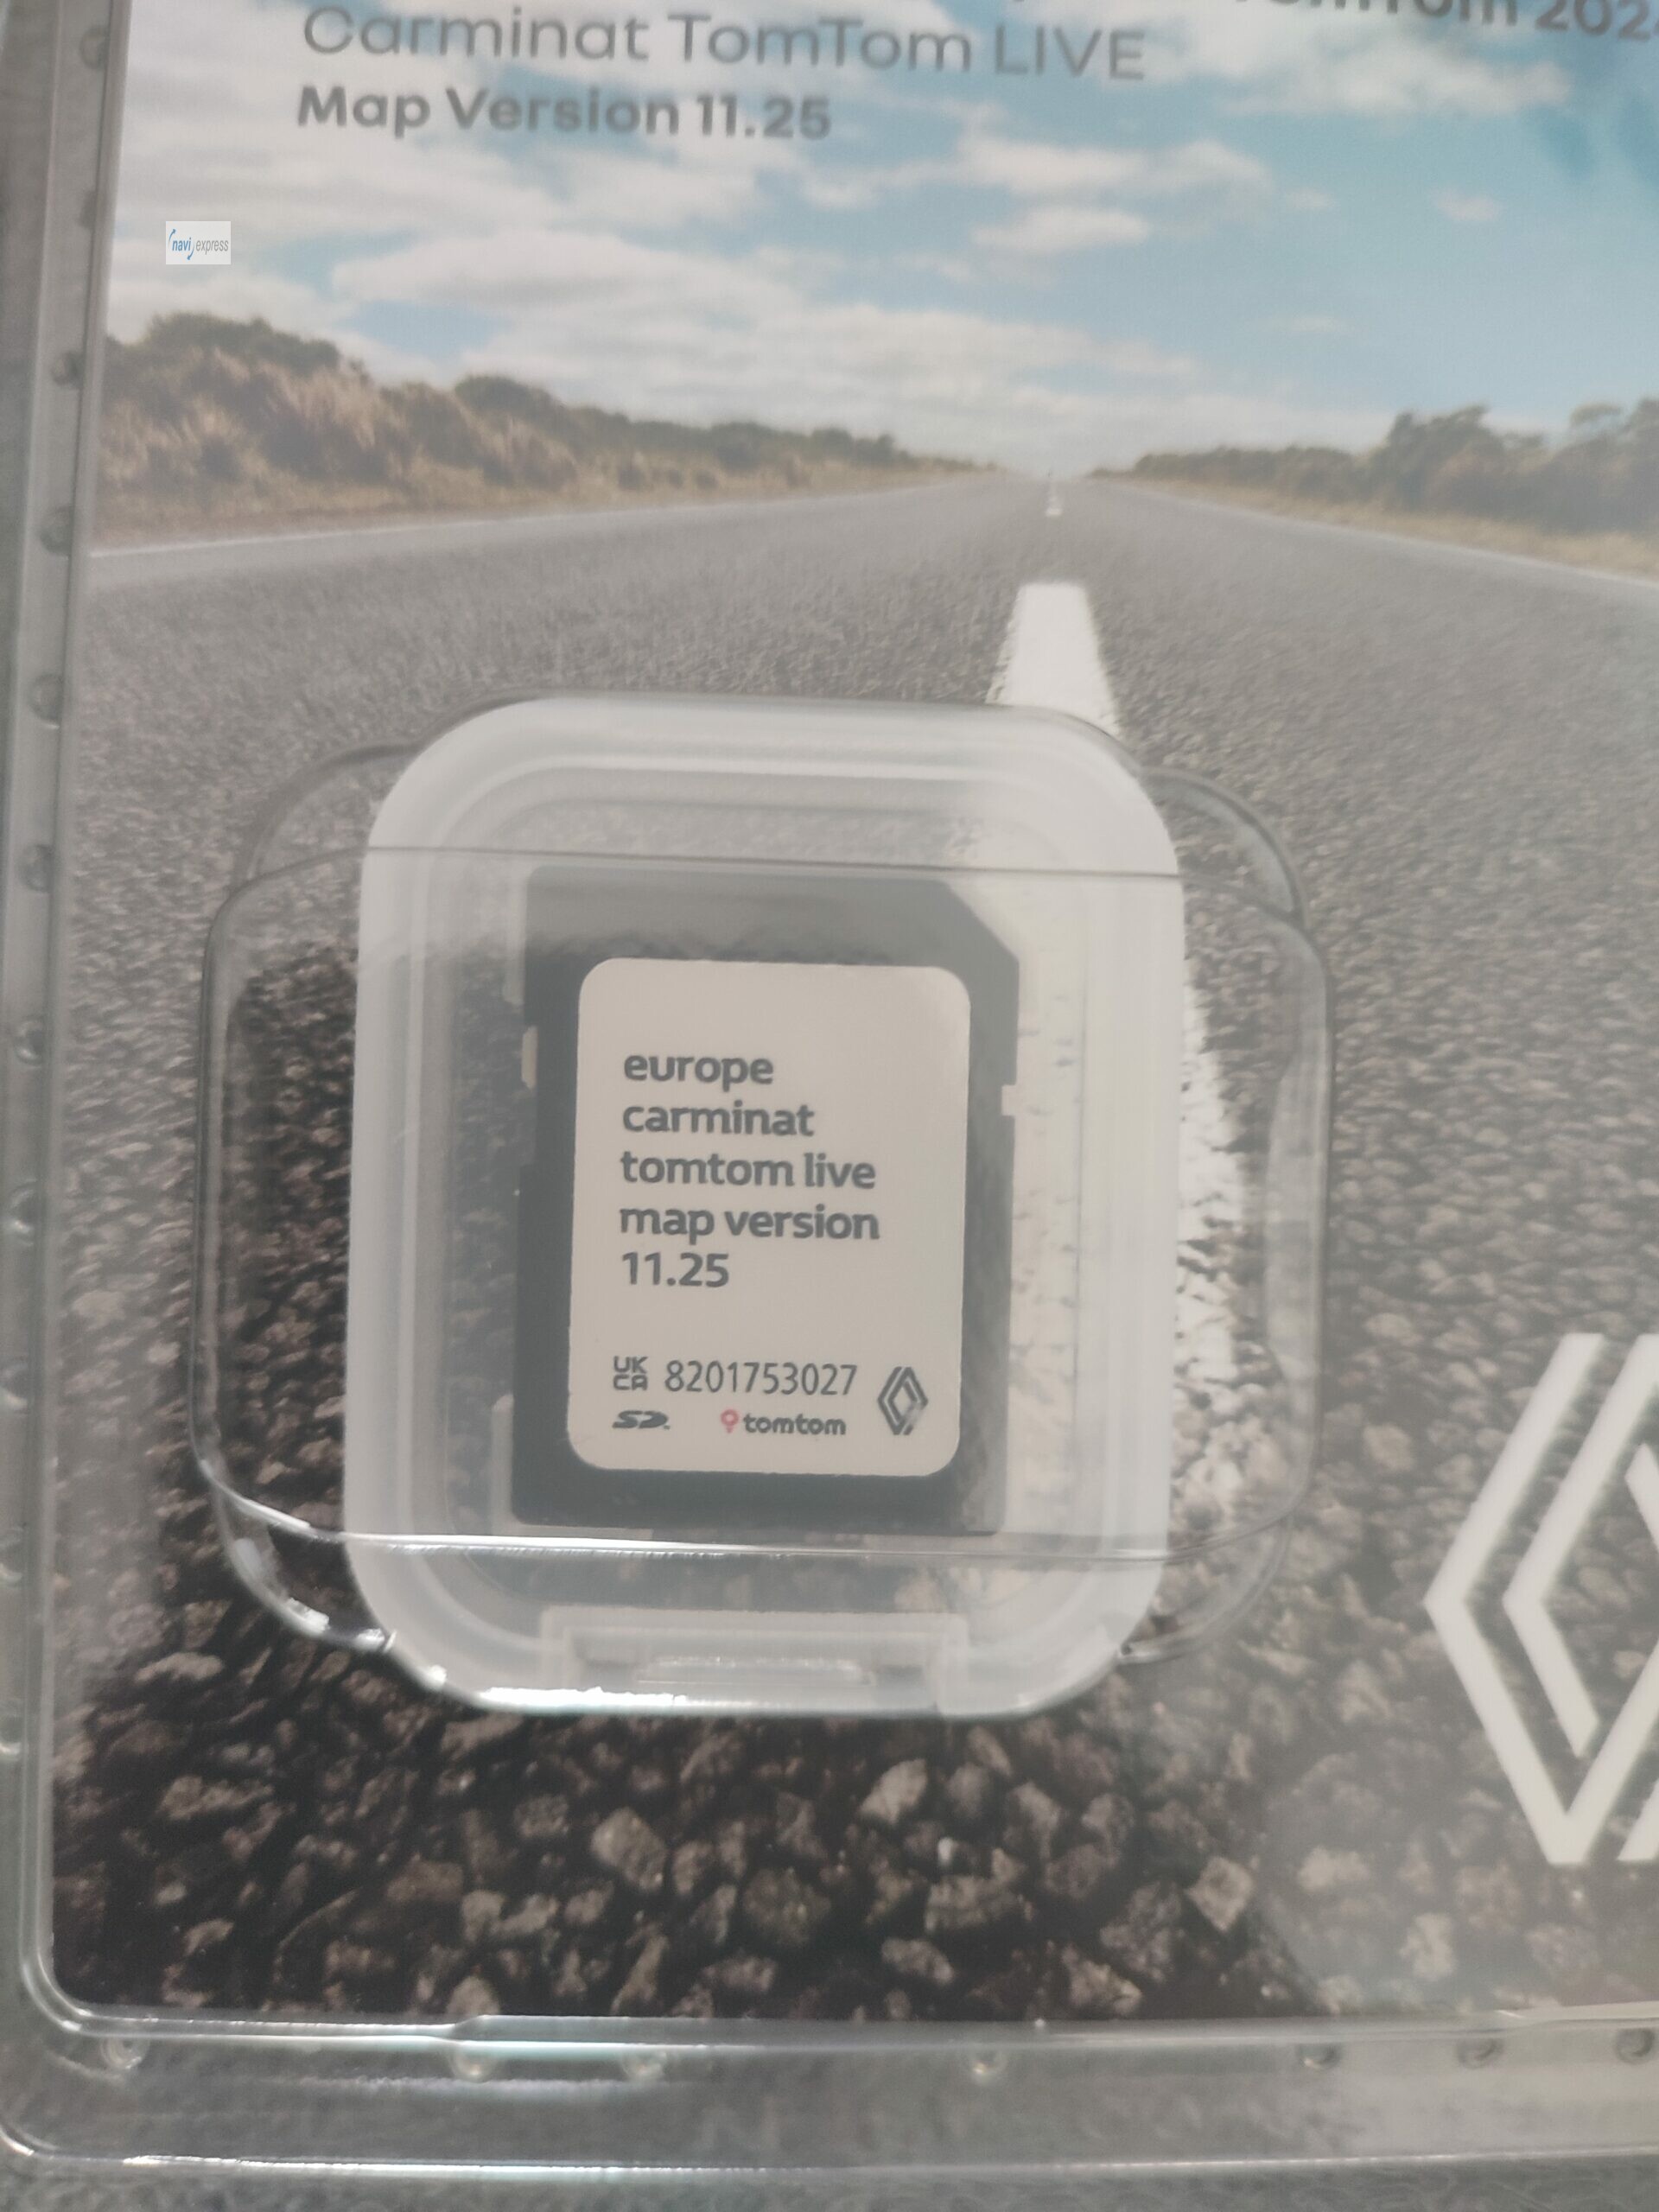 Carminat TomTom LIVE
Map Version 11.25
navi express
europe
carminat
tomtom live
map version
11.25
UK
CA 8201753027
SD
tomtom